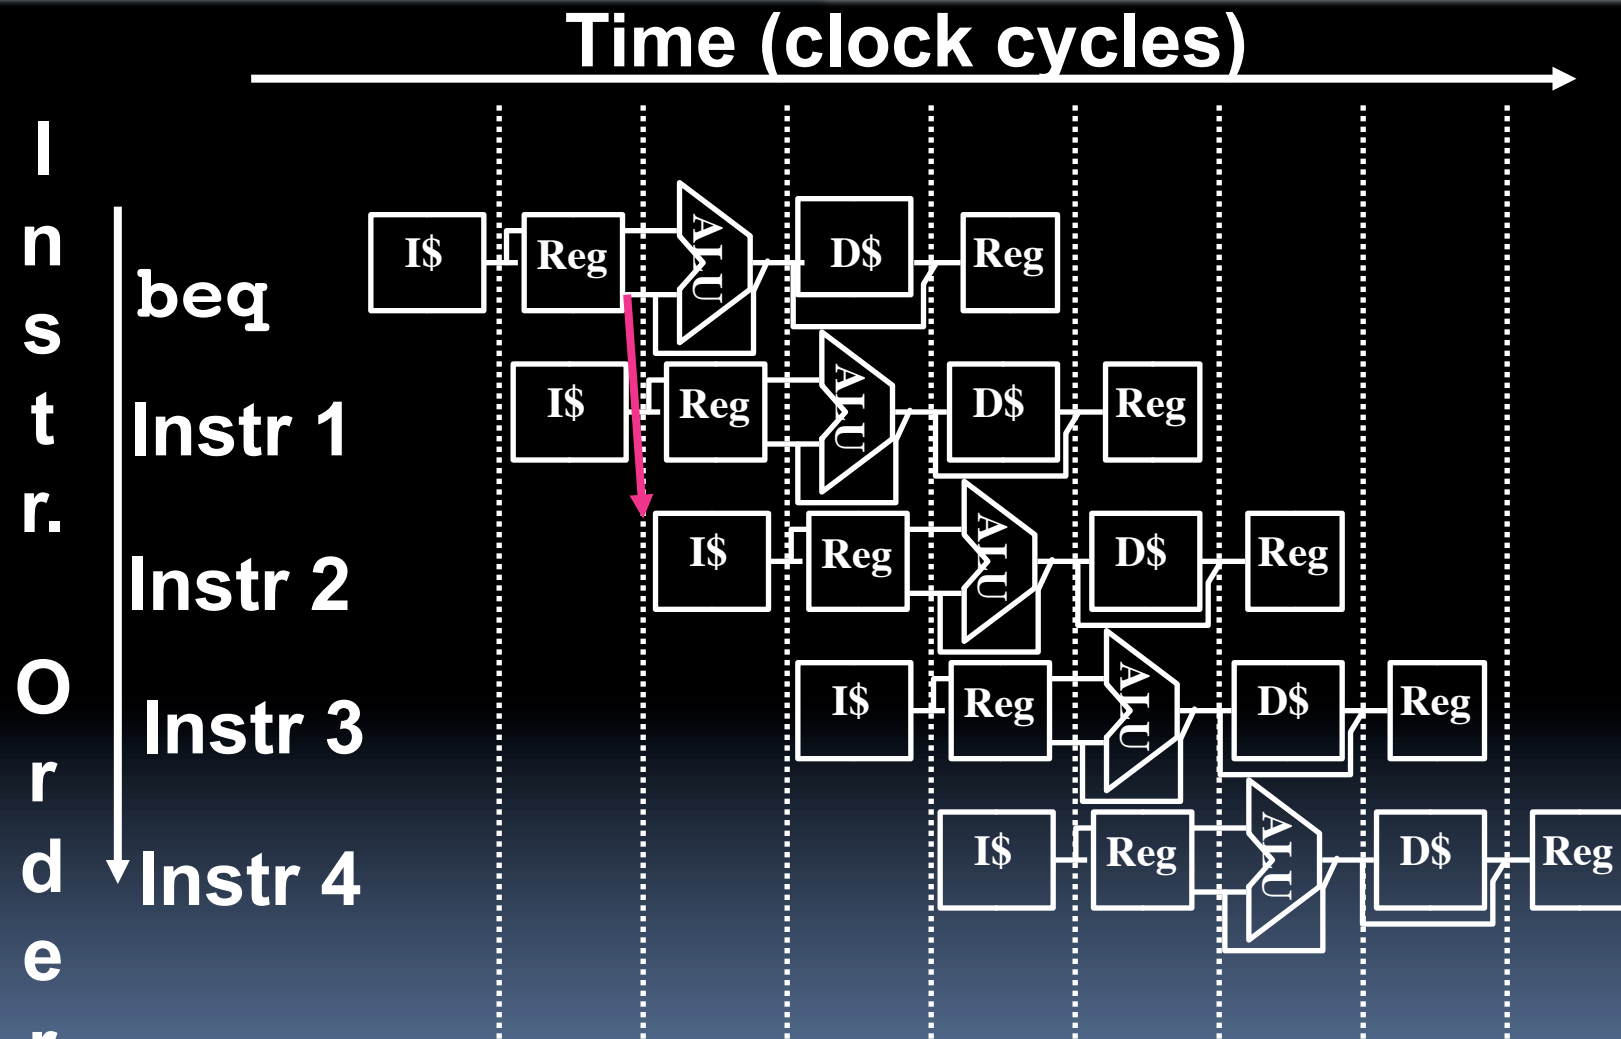 Time (clock cycles)
I
n
s
t
r.
O
r
d
e
r
beq
I$ Reg ALU D$ Reg
Instr 1
I$ Reg ALU D$ Reg
Instr 2
I$ Reg ALU D$ Reg
Instr 3
I$ Reg ALU D$ Reg
Instr 4
I$ Reg ALU D$ Reg